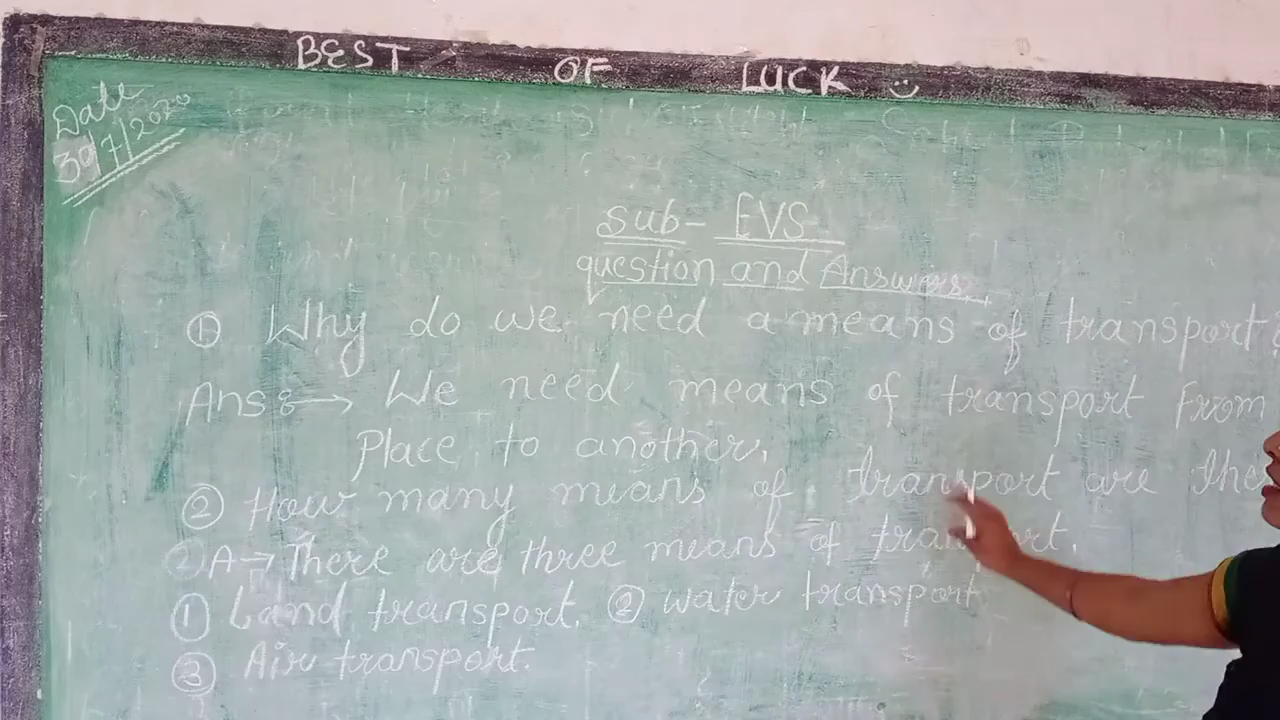 BEST OF LUCK
Date
30/7/2020
Sub- EVS
question and Answers
① Why do we need a means of transport?
Ans:→ We need means of transport from
Place to another,
② How many means of transport are the
A→ There are three means of transport.
① Land transport. ② water transport
③ Air transport.